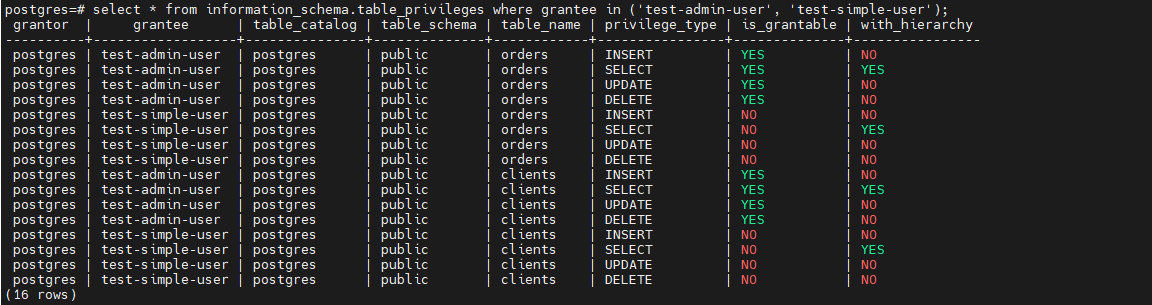 postgres=# select * from information_schema.table_privileges where grantee in ('test-admin-user', 'test-simple-user');
 grantor  |     grantee      | table_catalog | table_schema | table_name | privilege_type | is_grantable | with_hierarchy
----------+------------------+---------------+--------------+------------+----------------+--------------+----------------
 postgres | test-admin-user  | postgres      | public       | orders     | INSERT         | YES          | NO
 postgres | test-admin-user  | postgres      | public       | orders     | SELECT         | YES          | YES
 postgres | test-admin-user  | postgres      | public       | orders     | UPDATE         | YES          | NO
 postgres | test-admin-user  | postgres      | public       | orders     | DELETE         | YES          | NO
 postgres | test-simple-user | postgres      | public       | orders     | INSERT         | NO           | NO
 postgres | test-simple-user | postgres      | public       | orders     | SELECT         | NO           | YES
 postgres | test-simple-user | postgres      | public       | orders     | UPDATE         | NO           | NO
 postgres | test-simple-user | postgres      | public       | orders     | DELETE         | NO           | NO
 postgres | test-admin-user  | postgres      | public       | clients    | INSERT         | YES          | NO
 postgres | test-admin-user  | postgres      | public       | clients    | SELECT         | YES          | YES
 postgres | test-admin-user  | postgres      | public       | clients    | UPDATE         | YES          | NO
 postgres | test-admin-user  | postgres      | public       | clients    | DELETE         | YES          | NO
 postgres | test-simple-user | postgres      | public       | clients    | INSERT         | NO           | NO
 postgres | test-simple-user | postgres      | public       | clients    | SELECT         | NO           | YES
 postgres | test-simple-user | postgres      | public       | clients    | UPDATE         | NO           | NO
 postgres | test-simple-user | postgres      | public       | clients    | DELETE         | NO           | NO
(16 rows)